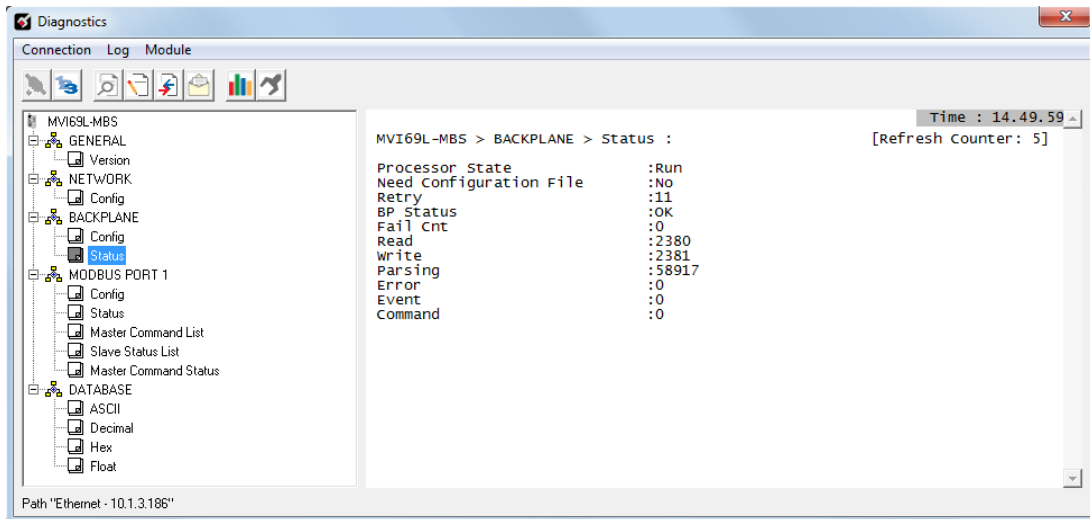 Diagnostics
Connection Log Module
MVI69L-MBS
GENERAL
Version
NETWORK
Config
BACKPLANE
Config
Status
MODBUS PORT 1
Config
Status
Master Command List
Slave Status List
Master Command Status
DATABASE
ASCII
Decimal
Hex
Float
Time : 14.49.59
MVI69L-MBS > BACKPLANE > Status : [Refresh Counter: 5]
Processor State :Run
Need Configuration File :No
Retry :11
BP Status :OK
Fail Cnt :0
Read :2380
Write :2381
Parsing :58917
Error :0
Event :0
Command :0
Path "Ethernet - 10.1.3.186"